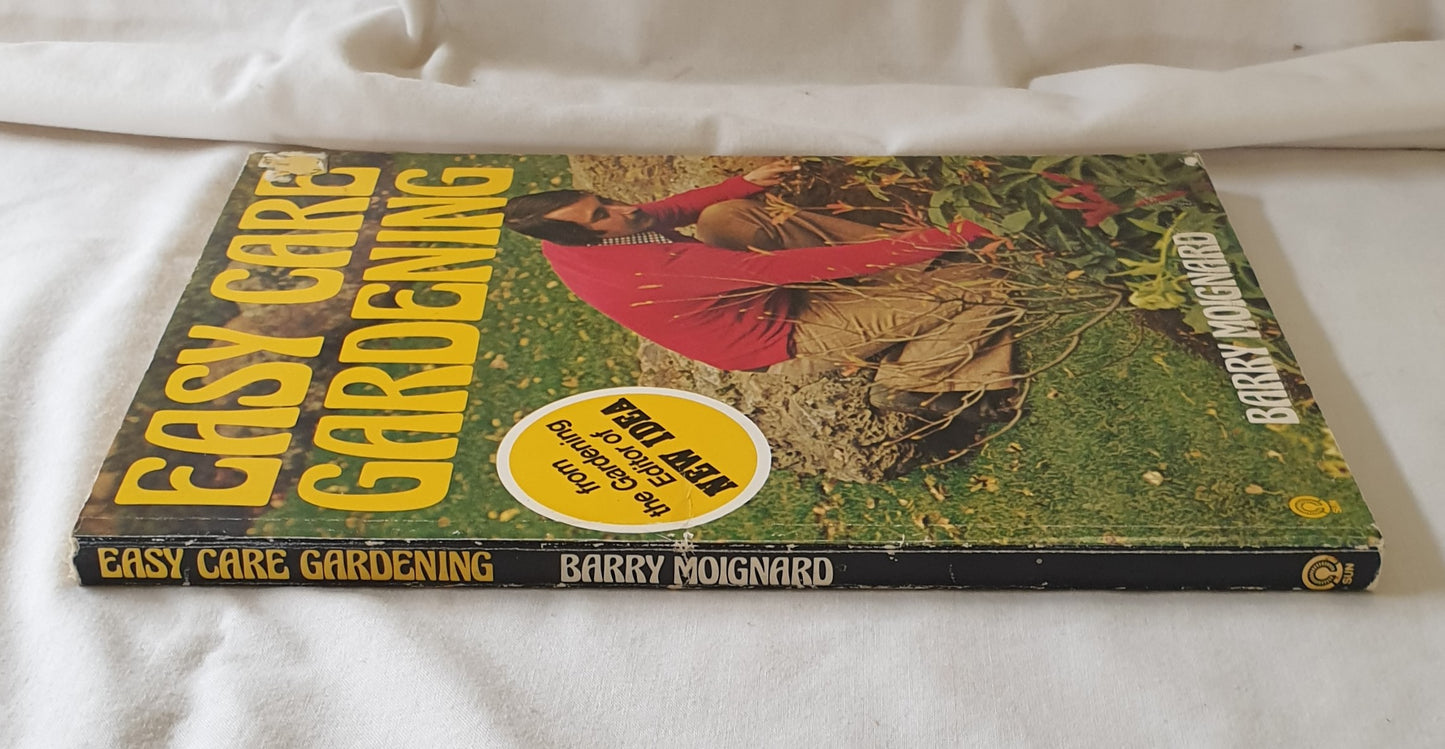 EASY CARE
GARDENING
from
the Gardening
Editor of
NEW IDEA
BARRY MOIGNARD
EASY CARE GARDENING BARRY MOIGNARD
SUN